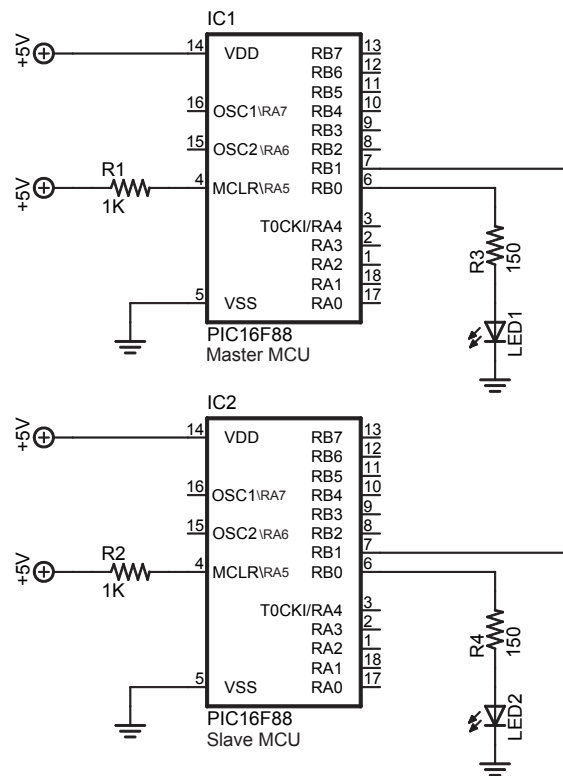 IC1
+5V
14 VDD RB7 13
RB6 12
RB5 11
16 OSC1\RA7 RB4 10
RB3 9
15 OSC2\RA6 RB2 8
RB1 7
+5V R1 1K 4 MCLR\RA5 RB0 6
T0CKI/RA4 3
RA3 2
RA2 1
RA1 18
5 VSS RA0 17
R3 150
LED1
PIC16F88
Master MCU
IC2
+5V
14 VDD RB7 13
RB6 12
RB5 11
16 OSC1\RA7 RB4 10
RB3 9
15 OSC2\RA6 RB2 8
RB1 7
+5V R2 1K 4 MCLR\RA5 RB0 6
T0CKI/RA4 3
RA3 2
RA2 1
RA1 18
5 VSS RA0 17
R4 150
LED2
PIC16F88
Slave MCU